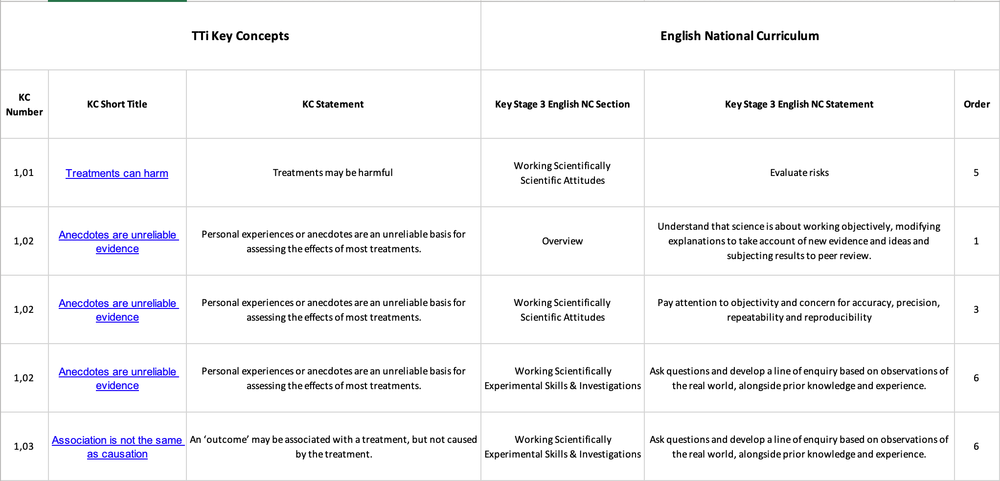 TTi Key Concepts
English National Curriculum
KC
Number
KC Short Title
KC Statement
Key Stage 3 English NC Section
Key Stage 3 English NC Statement
Order
1,01
Treatments can harm
Treatments may be harmful
Working Scientifically
Scientific Attitudes
Evaluate risks
5
1,02
Anecdotes are unreliable
evidence
Personal experiences or anecdotes are an unreliable basis for
assessing the effects of most treatments.
Overview
Understand that science is about working objectively, modifying
explanations to take account of new evidence and ideas and
subjecting results to peer review.
1
1,02
Anecdotes are unreliable
evidence
Personal experiences or anecdotes are an unreliable basis for
assessing the effects of most treatments.
Working Scientifically
Scientific Attitudes
Pay attention to objectivity and concern for accuracy, precision,
repeatability and reproducibility
3
1,02
Anecdotes are unreliable
evidence
Personal experiences or anecdotes are an unreliable basis for
assessing the effects of most treatments.
Working Scientifically
Experimental Skills & Investigations
Ask questions and develop a line of enquiry based on observations of
the real world, alongside prior knowledge and experience.
6
1,03
Association is not the same
as causation
An ‘outcome’ may be associated with a treatment, but not caused
by the treatment.
Working Scientifically
Experimental Skills & Investigations
Ask questions and develop a line of enquiry based on observations of
the real world, alongside prior knowledge and experience.
6